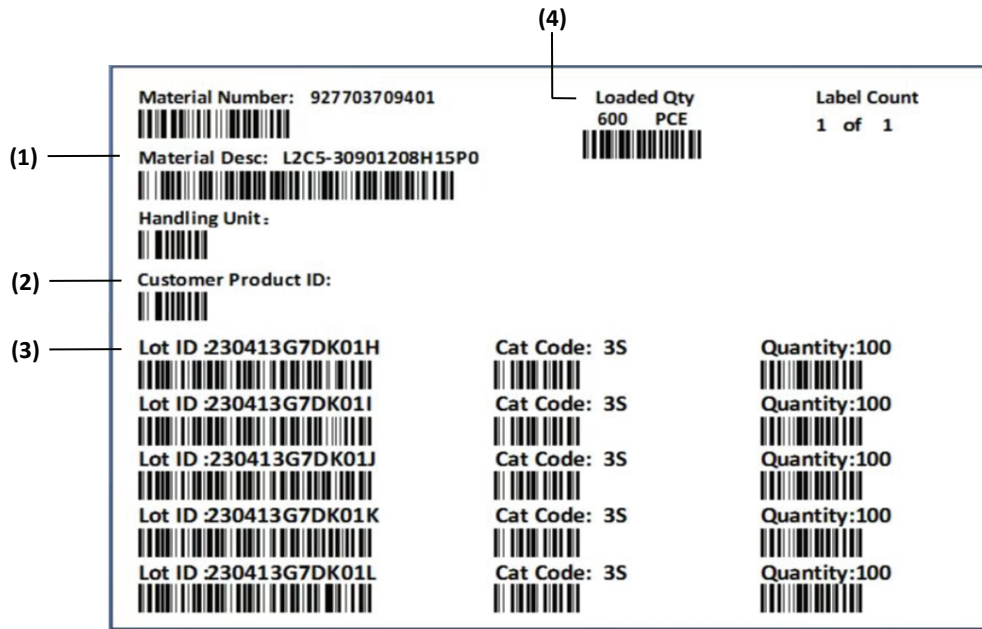 (4)
Material Number: 927703709401
Loaded Qty
Label Count
600 PCE
1 of 1
(1)
Material Desc: L2C5-30901208H15P0
Handling Unit:
(2)
Customer Product ID:
(3)
Lot ID :230413G7DK01H Cat Code: 3S Quantity:100
Lot ID :230413G7DK01I Cat Code: 3S Quantity:100
Lot ID :230413G7DK01J Cat Code: 3S Quantity:100
Lot ID :230413G7DK01K Cat Code: 3S Quantity:100
Lot ID :230413G7DK01L Cat Code: 3S Quantity:100